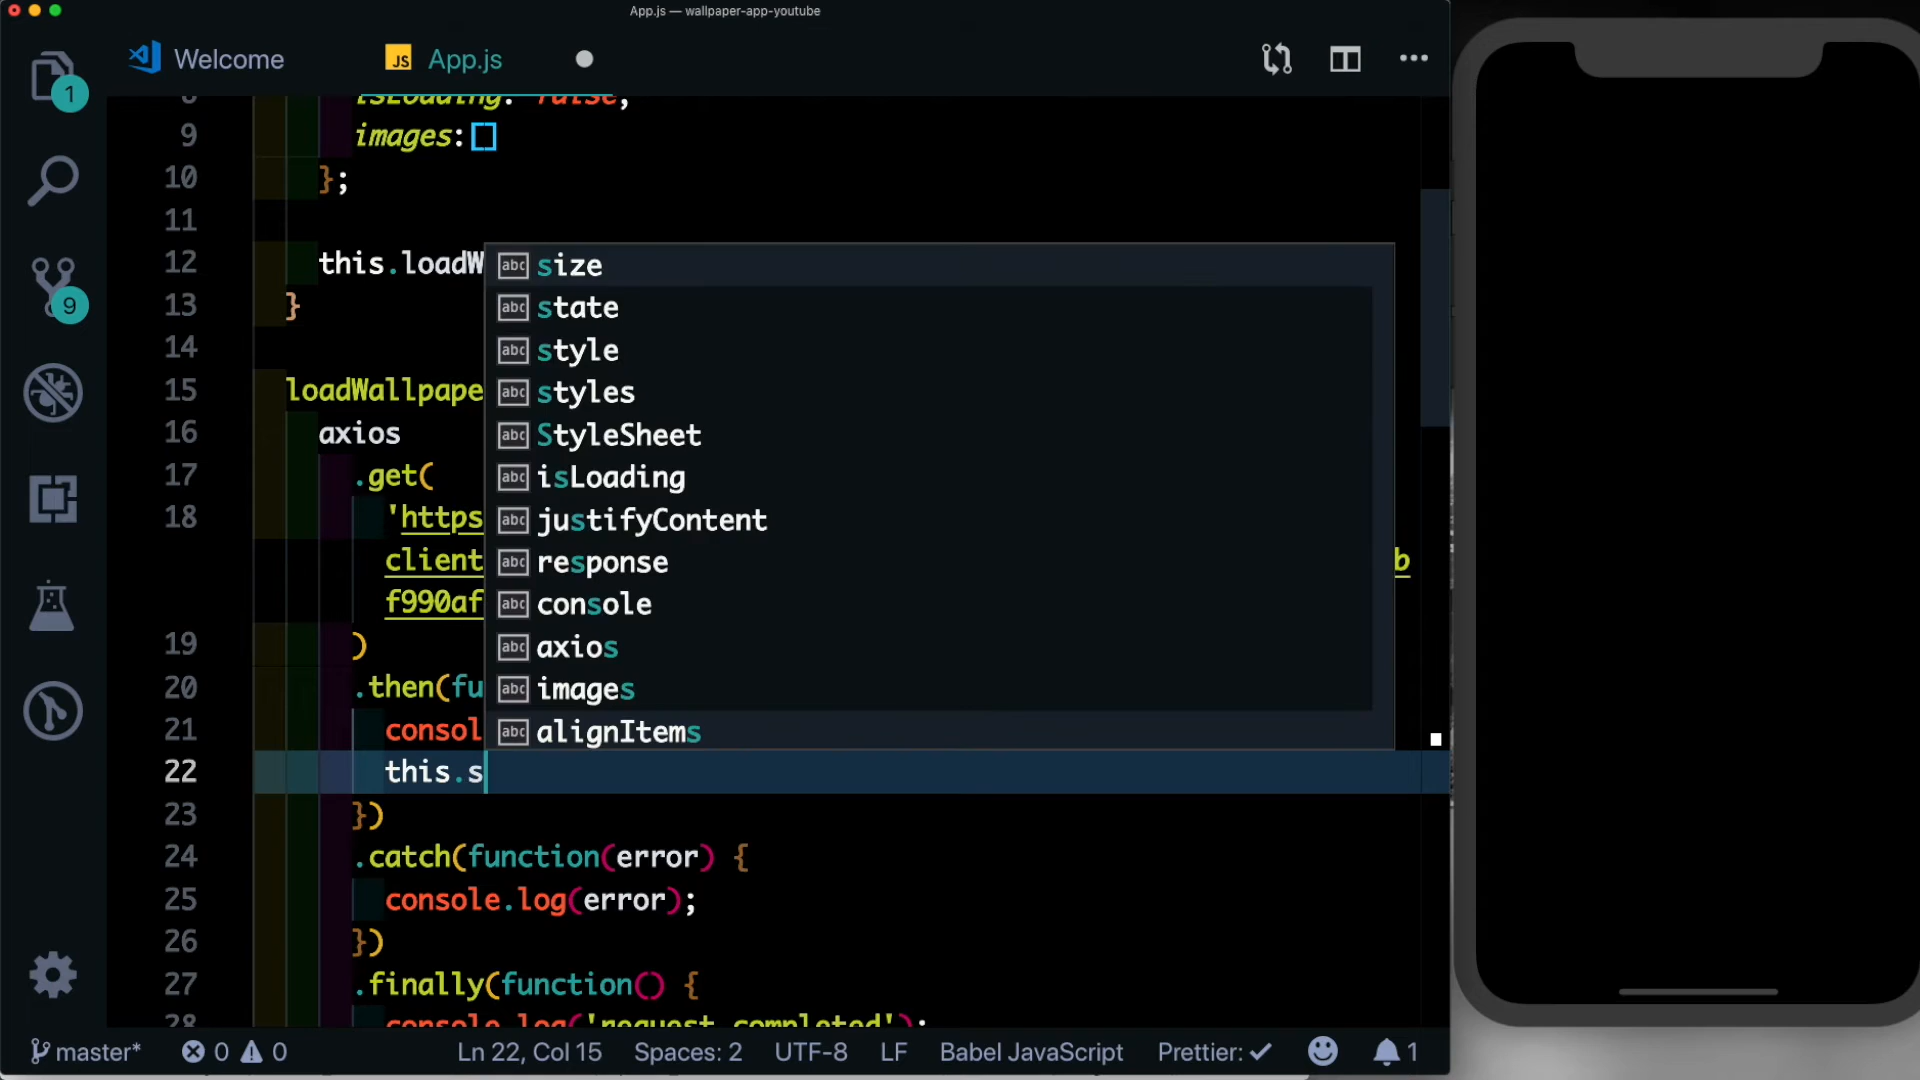 App.js — wallpaper-app-youtube
Welcome
JS App.js
1
isLoading: false,
9 images:[]
10 };
11
12 this.loadW
13 }
14
15 loadWallpape
16 axios
17 .get(
18 'https
client b
f990af
19 )
20 .then(fu
21 consol
22 this.s
23 })
24 .catch(function(error) {
25 console.log(error);
26 })
27 .finally(function() {
28 console.log('request completed');
abc size
abc state
abc style
abc styles
abc StyleSheet
abc isLoading
abc justifyContent
abc response
abc console
abc axios
abc images
abc alignItems
9
master* 0 0 Ln 22, Col 15 Spaces: 2 UTF-8 LF Babel JavaScript Prettier: ✓ 1